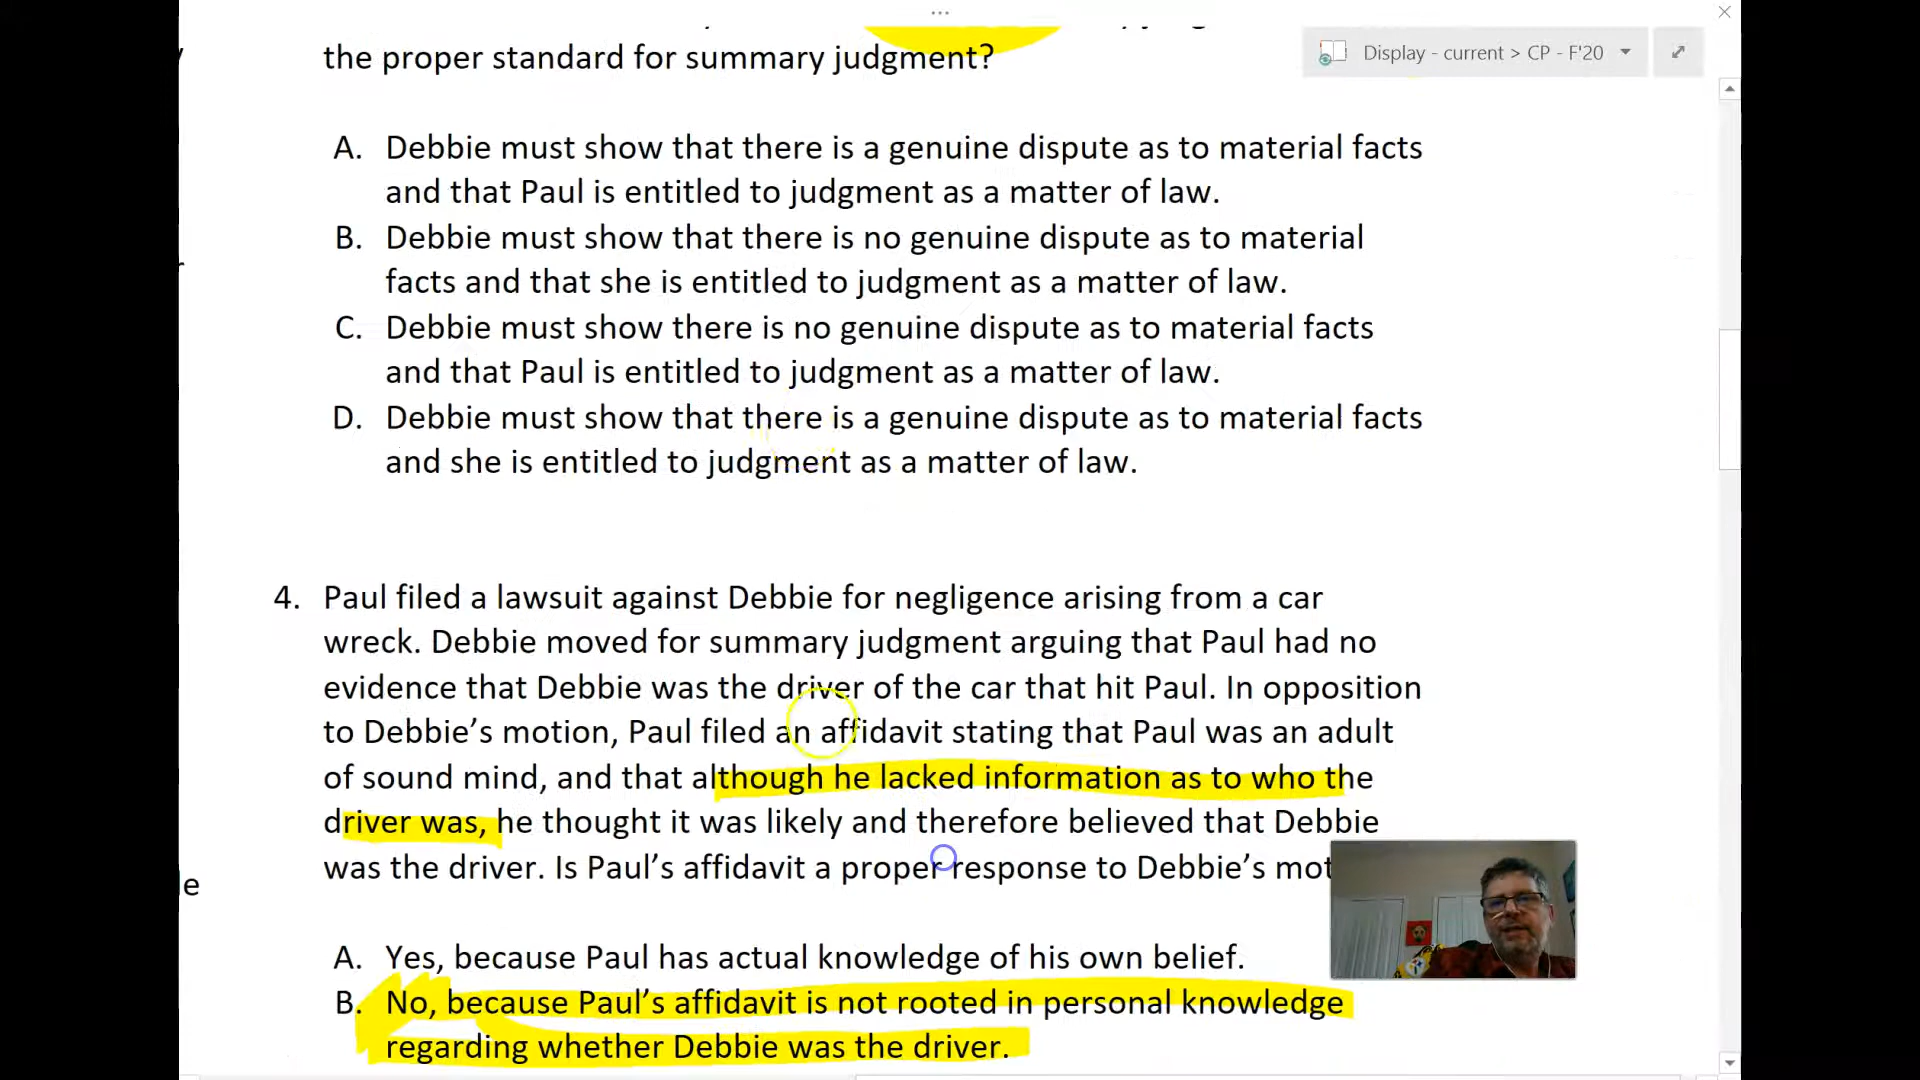 the proper standard for summary judgment?
Display - current > CP - F'20
A. Debbie must show that there is a genuine dispute as to material facts
and that Paul is entitled to judgment as a matter of law.
B. Debbie must show that there is no genuine dispute as to material
facts and that she is entitled to judgment as a matter of law.
C. Debbie must show there is no genuine dispute as to material facts
and that Paul is entitled to judgment as a matter of law.
D. Debbie must show that there is a genuine dispute as to material facts
and she is entitled to judgment as a matter of law.
4. Paul filed a lawsuit against Debbie for negligence arising from a car
wreck. Debbie moved for summary judgment arguing that Paul had no
evidence that Debbie was the driver of the car that hit Paul. In opposition
to Debbie’s motion, Paul filed an affidavit stating that Paul was an adult
of sound mind, and that although he lacked information as to who the
driver was, he thought it was likely and therefore believed that Debbie
was the driver. Is Paul’s affidavit a proper response to Debbie’s mot
le
A. Yes, because Paul has actual knowledge of his own belief.
B. No, because Paul’s affidavit is not rooted in personal knowledge
regarding whether Debbie was the driver.